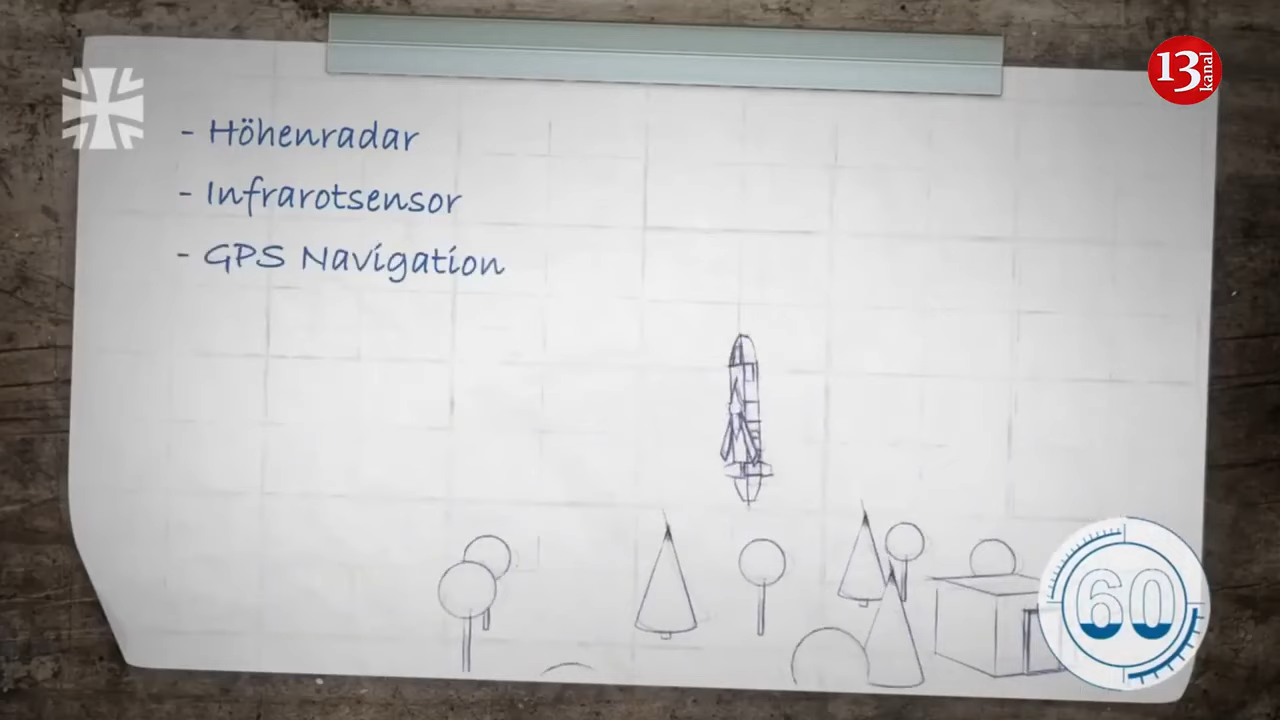 13 kanal
- Höhenradar
- Infrarotsensor
- GPS Navigation
60